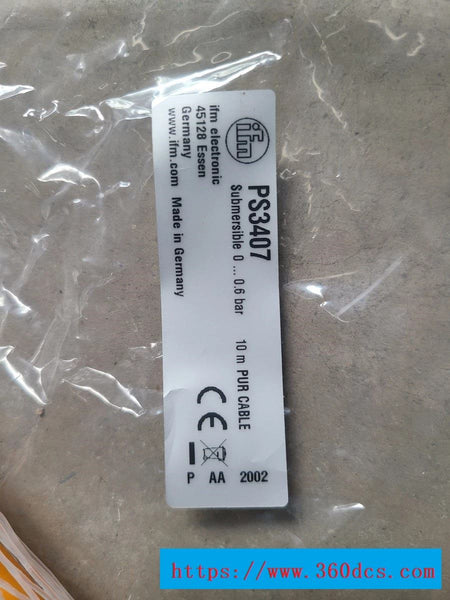 ifm
PS3407
Submersible 0 ... 0.6 bar 10 m PUR CABLE
ifm electronic
45128 Essen
Germany
www.ifm.com Made in Germany
CE
P AA 2002
https://www.360dcs.com